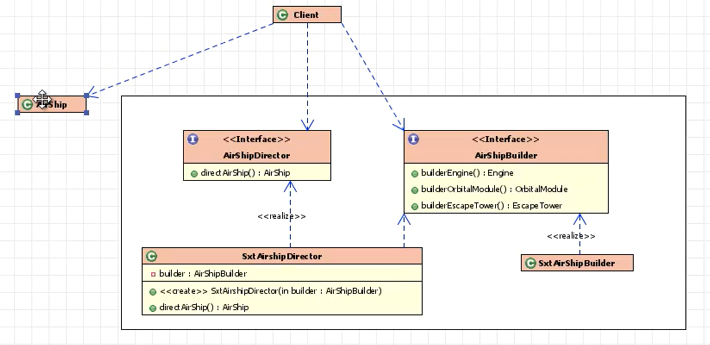 Client
<<Interface>>
AirShipDirector
directAirShip() : AirShip
<<Interface>>
AirShipBuilder
builderEngine() : Engine
builderOrbitalModule() : OrbitalModule
builderEscapeTower() : EscapeTower
<<realize>>
<<realize>>
SxtAirshipDirector
builder : AirShipBuilder
<<create>> SxtAirshipDirector(in builder : AirShipBuilder)
directAirShip() : AirShip
SxtAirShipBuilder